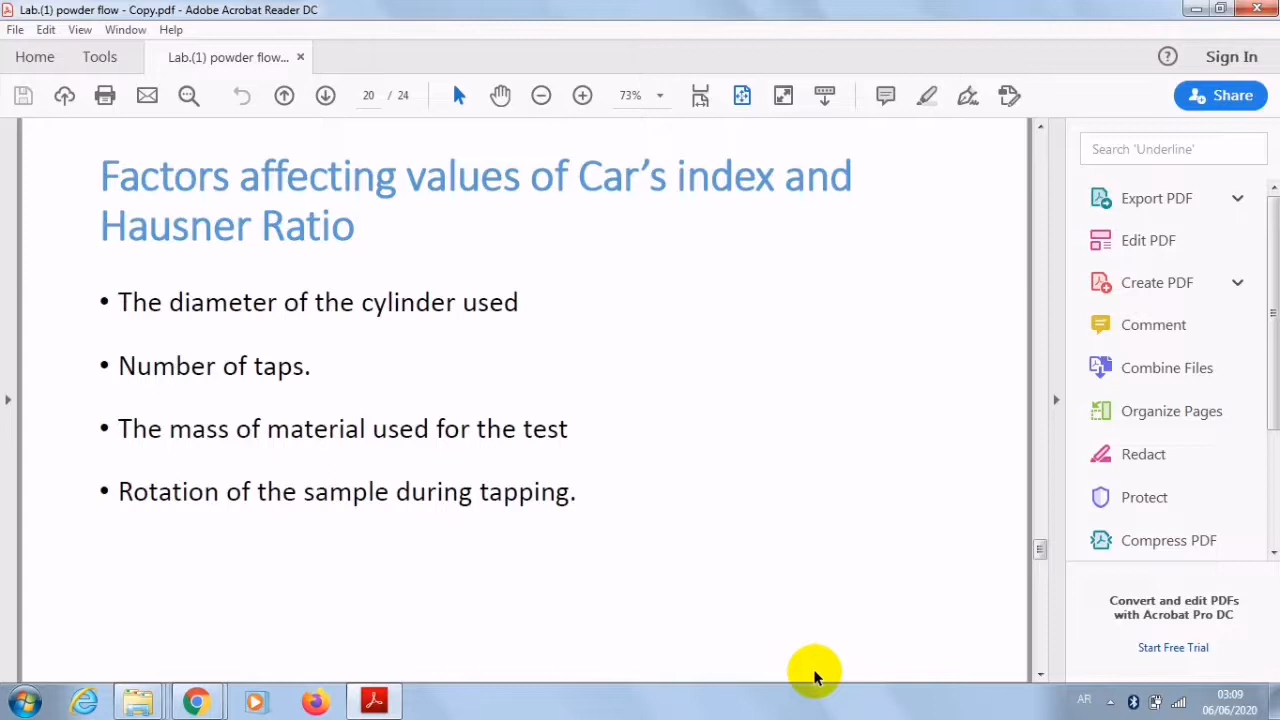 Lab.(1) powder flow - Copy.pdf - Adobe Acrobat Reader DC
File Edit View Window Help
Home Tools Lab.(1) powder flow... × ? Sign In
20 / 24 73% Share
Factors affecting values of Car’s index and
Hausner Ratio
• The diameter of the cylinder used
• Number of taps.
• The mass of material used for the test
• Rotation of the sample during tapping.
Search 'Underline'
Export PDF
Edit PDF
Create PDF
Comment
Combine Files
Organize Pages
Redact
Protect
Compress PDF
Convert and edit PDFs
with Acrobat Pro DC
Start Free Trial
AR 03:09
06/06/2020